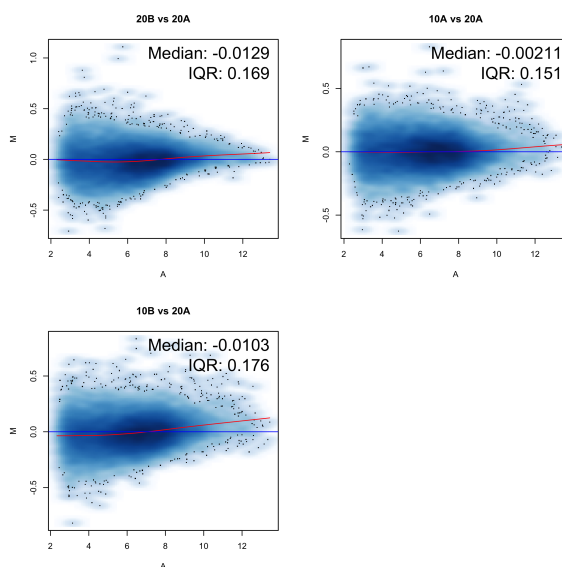 20B vs 20A
Median: -0.0129
IQR: 0.169
M
1.0
0.5
0.0
-0.5
2 4 6 8 10 12
A
10A vs 20A
Median: -0.00211
IQR: 0.151
M
0.5
0.0
-0.5
2 4 6 8 10 12
A
10B vs 20A
Median: -0.0103
IQR: 0.176
M
0.5
0.0
-0.5
2 4 6 8 10 12
A